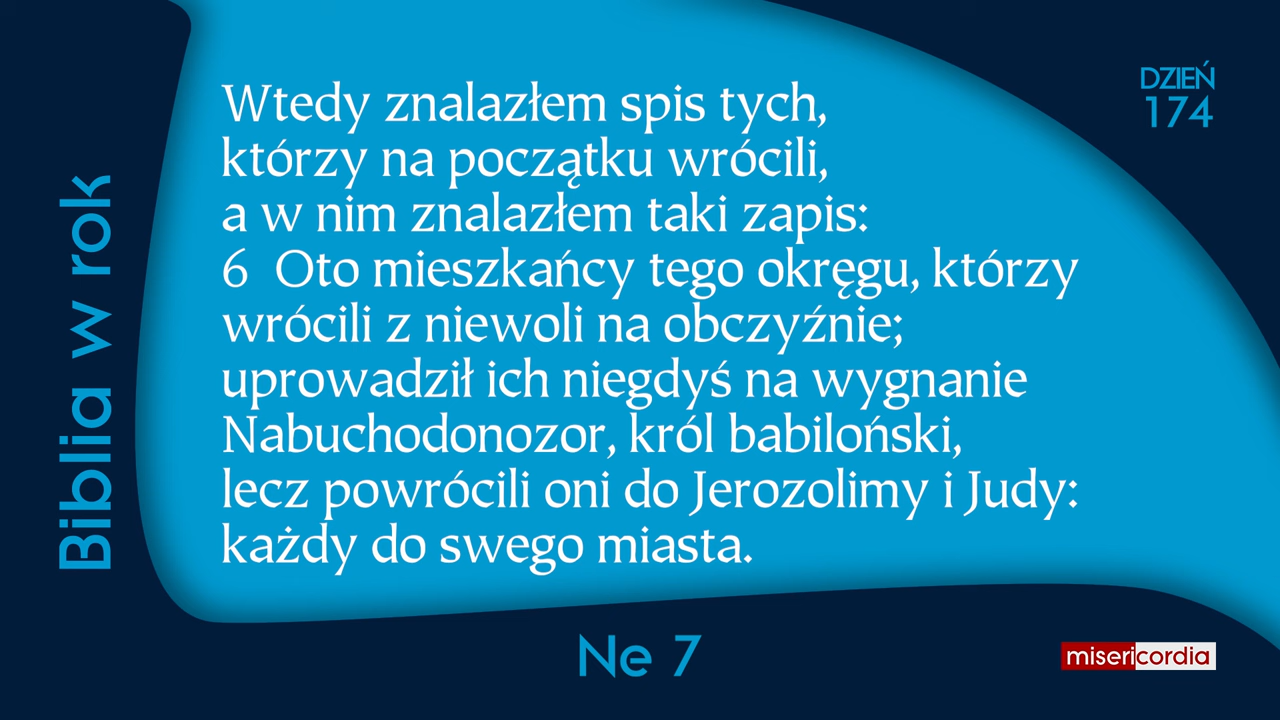 DZIEŃ
174
Biblia w rok
Wtedy znalazłem spis tych,
którzy na początku wrócili,
a w nim znalazłem taki zapis:
6 Oto mieszkańcy tego okręgu, którzy
wrócili z niewoli na obczyźnie;
uprowadził ich niegdyś na wygnanie
Nabuchodonozor, król babiloński,
lecz powrócili oni do Jerozolimy i Judy:
każdy do swego miasta.
Ne 7
misericordia